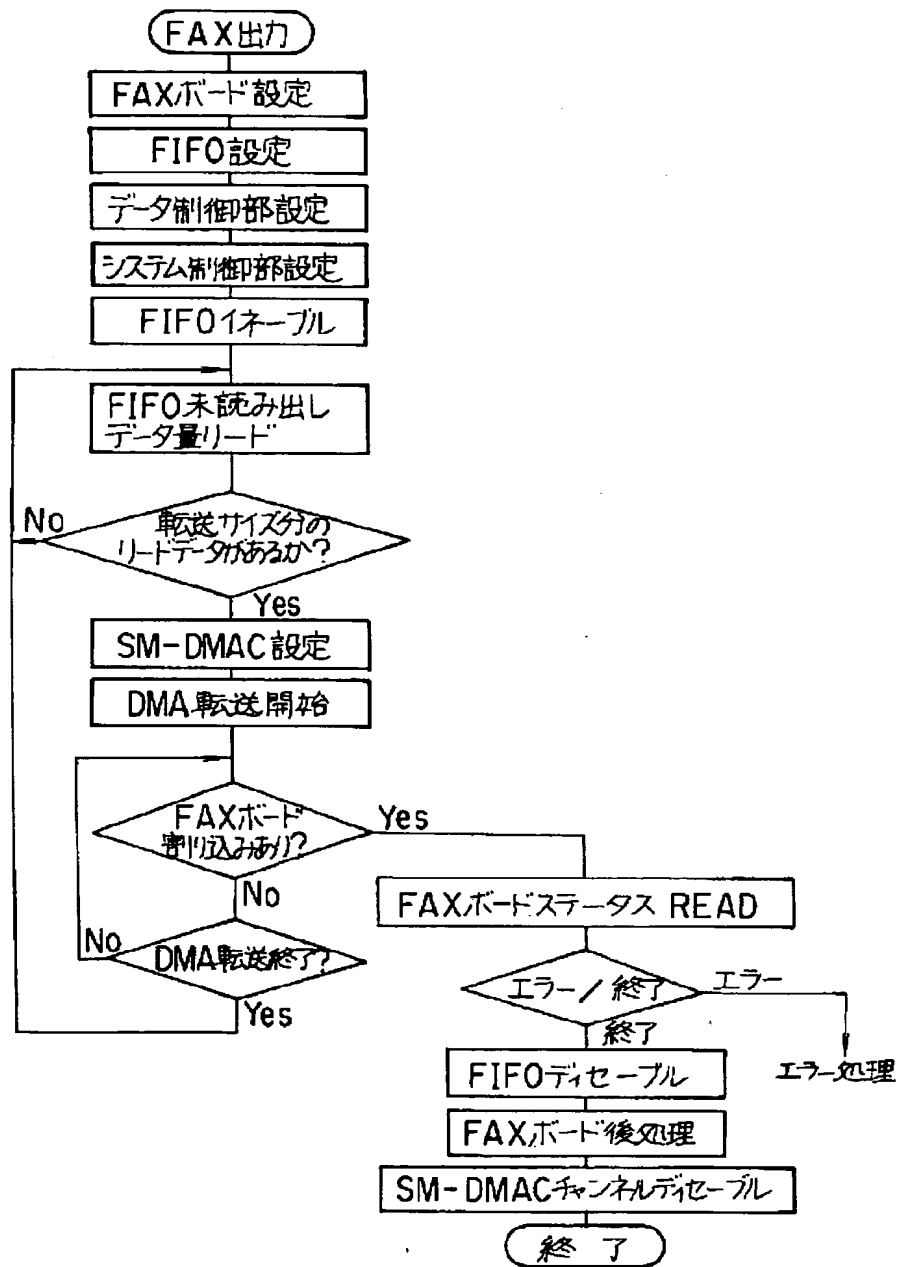 FAX出力
FAXボード設定
FIFO設定
データ制御部設定
システム制御部設定
FIFOイネーブル
FIFO未読み出し
データ量リード
No
転送サイズ分の
リードデータがあるか?
Yes
SM-DMAC設定
DMA転送開始
FAXボード
割り込みあり?
Yes
No
FAXボードステータス READ
No
DMA転送終了?
Yes
エラー/終了
エラー
終了
エラー処理
FIFOディセーブル
FAXボード後処理
SM-DMACチャンネルディセーブル
終了